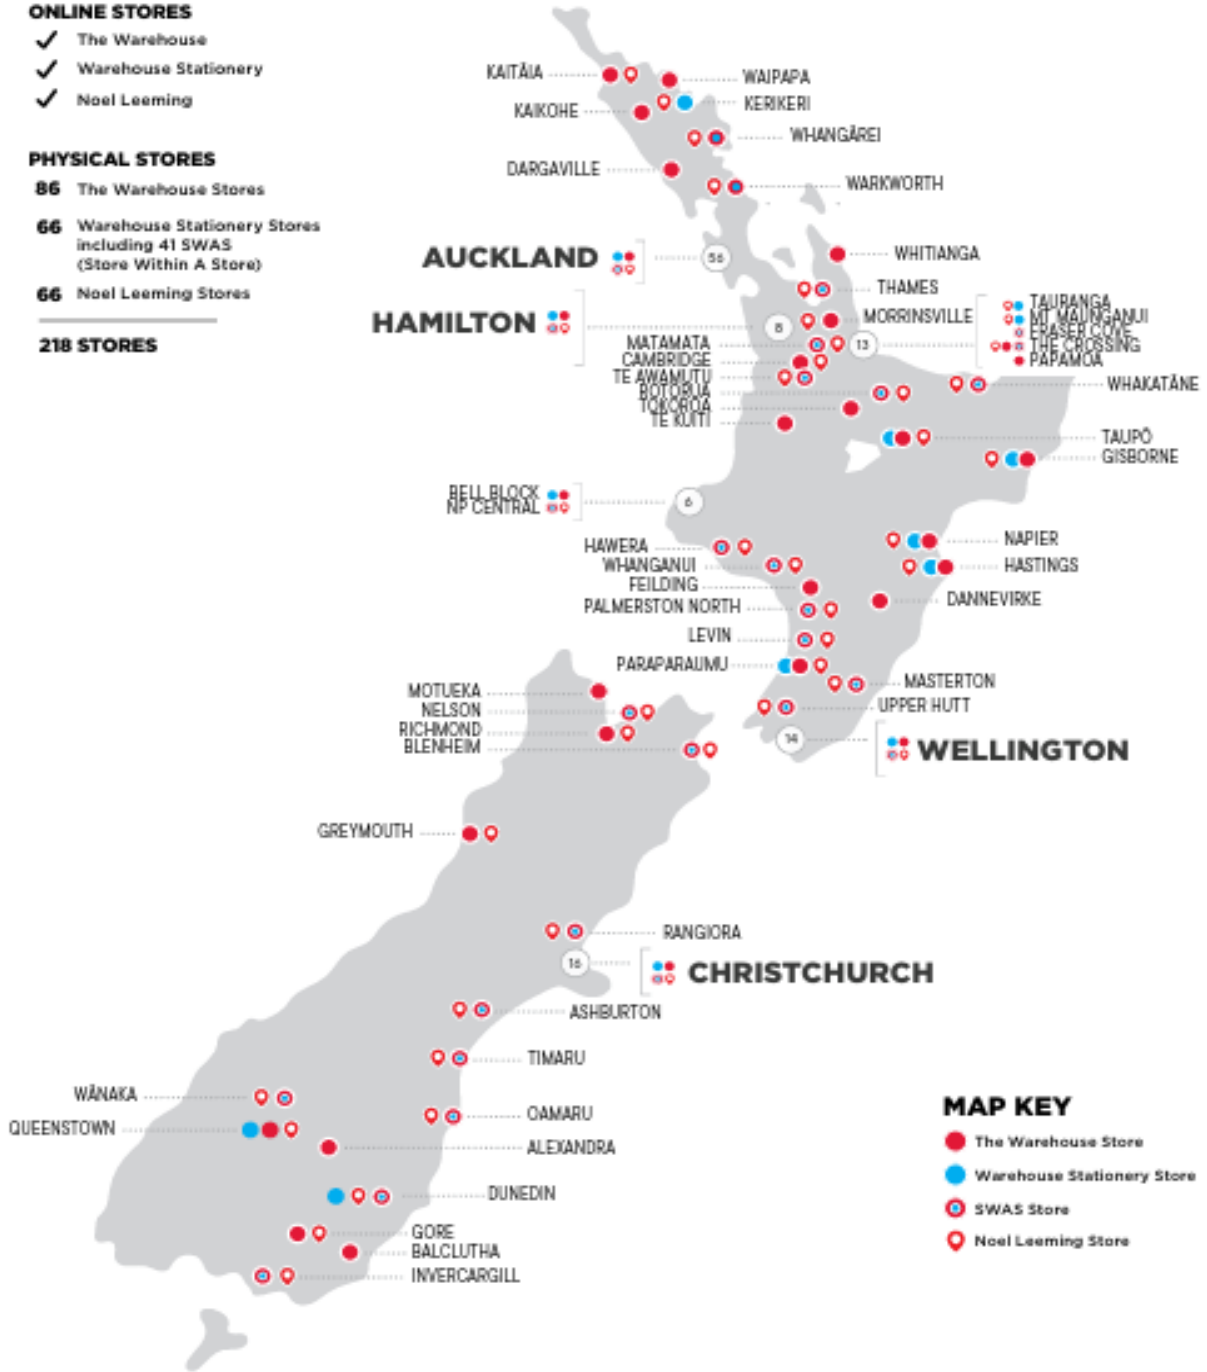 ONLINE STORES
The Warehouse
Warehouse Stationery
Noel Leeming
PHYSICAL STORES
86 The Warehouse Stores
66 Warehouse Stationery Stores
including 41 SWAS
(Store Within A Store)
66 Noel Leeming Stores
218 STORES
KAITĀIA
WAIPAPA
KERIKERI
KAIKOHE
WHANGĀREI
DARGAVILLE
WARKWORTH
AUCKLAND
56
WHITIANGA
THAMES
HAMILTON
8
MORRINSVILLE
13
TAURANGA
MT MAUNGANUI
FRASER COVE
THE CROSSING
PAPAMOA
MATAMATA
CAMBRIDGE
TE AWAMUTU
ROTORUA
TOKOROA
TE KUITI
WHAKATĀNE
TAUPŌ
GISBORNE
BELL BLOCK
NP CENTRAL
6
HAWERA
WHANGANUI
FEILDING
PALMERSTON NORTH
LEVIN
PARAPARAUMU
NAPIER
HASTINGS
DANNEVIRKE
MASTERTON
UPPER HUTT
14
WELLINGTON
MOTUEKA
NELSON
RICHMOND
BLENHEIM
GREYMOUTH
RANGIORA
16
CHRISTCHURCH
ASHBURTON
TIMARU
WĀNAKA
OAMARU
QUEENSTOWN
ALEXANDRA
DUNEDIN
GORE
BALCLUTHA
INVERCARGILL
MAP KEY
The Warehouse Store
Warehouse Stationery Store
SWAS Store
Noel Leeming Store